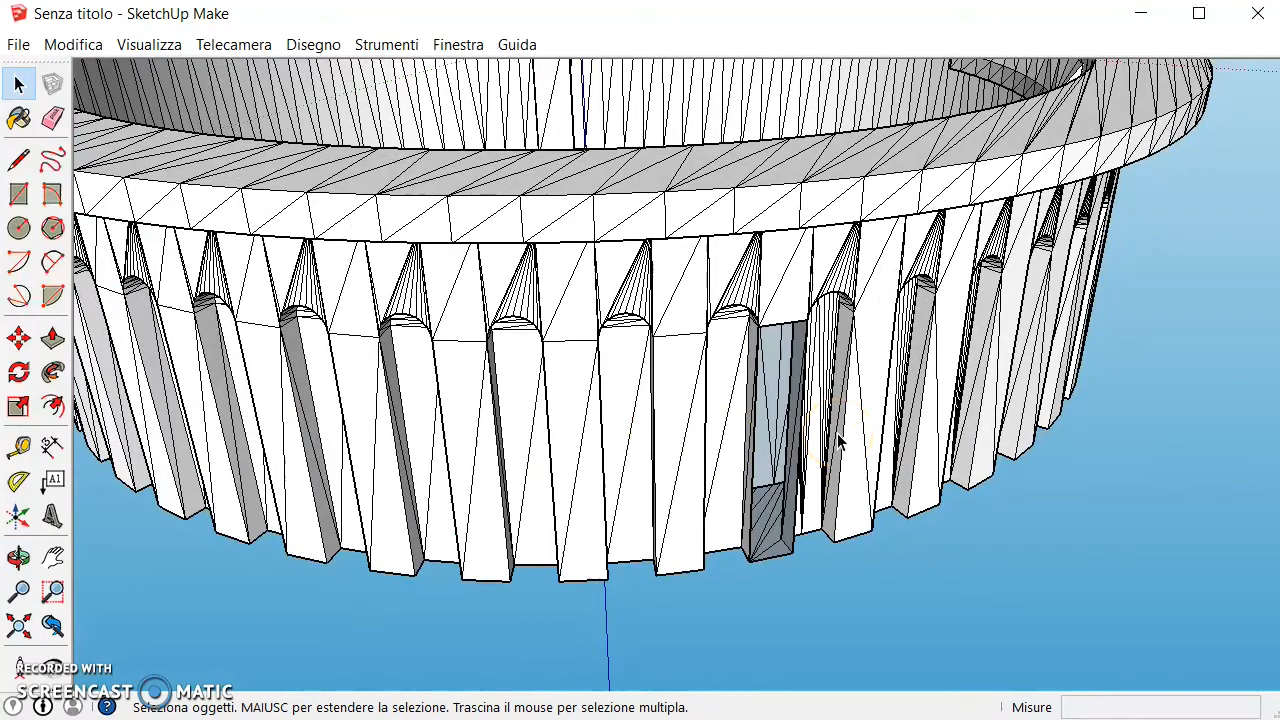 Senza titolo - SketchUp Make
File Modifica Visualizza Telecamera Disegno Strumenti Finestra Guida
A1
RECORDED WITH
SCREENCAST MATIC
Seleziona oggetti. MAIUSC per estendere la selezione. Trascina il mouse per selezione multipla. Misure